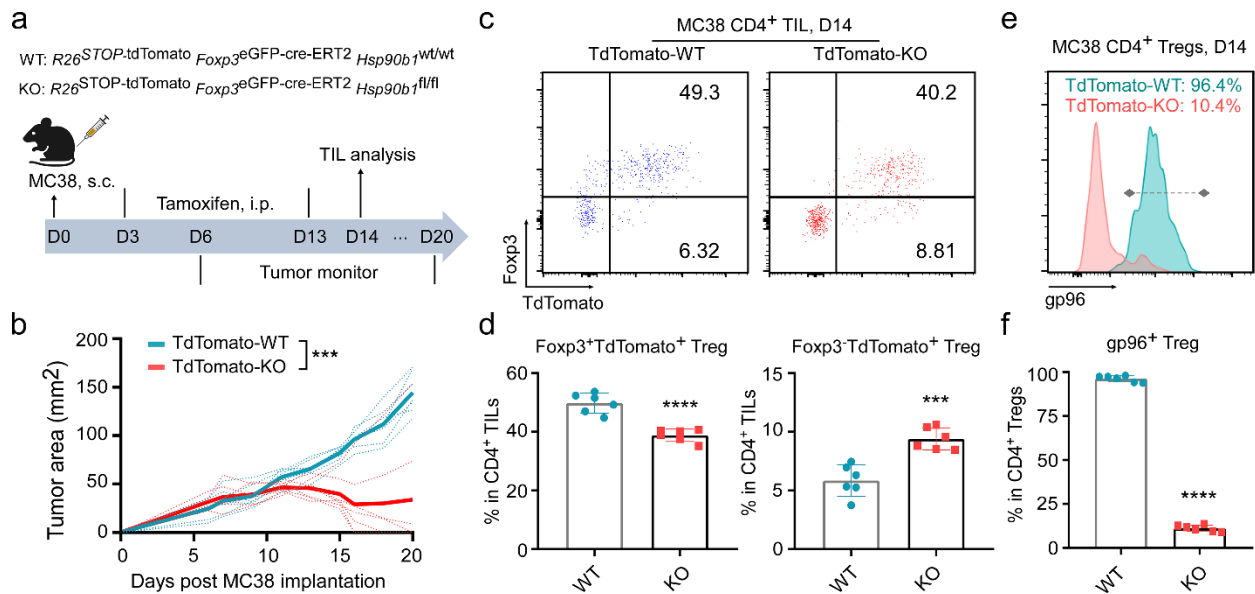 a
WT: R26STOP-tdTomato Foxp3eGFP-cre-ERT2 Hsp90b1wt/wt
KO: R26STOP-tdTomato Foxp3eGFP-cre-ERT2 Hsp90b1fl/fl
MC38, s.c.
TIL analysis
Tamoxifen, i.p.
D0 D3 D6 D13 D14 ... D20
Tumor monitor
b
TdTomato-WT
TdTomato-KO
***
Tumor area (mm2)
200
150
100
50
0
0 5 10 15 20
Days post MC38 implantation
c
MC38 CD4+ TIL, D14
TdTomato-WT TdTomato-KO
49.3 40.2
6.32 8.81
Foxp3
TdTomato
d
Foxp3+TdTomato+ Treg
% in CD4+ TILs
60
40
20
0
****
WT KO
Foxp3-TdTomato+ Treg
% in CD4+ TILs
15
10
5
0
***
WT KO
e
MC38 CD4+ Tregs, D14
TdTomato-WT: 96.4%
TdTomato-KO: 10.4%
gp96
f
gp96+ Treg
% in CD4+ Tregs
100
75
50
25
0
****
WT KO